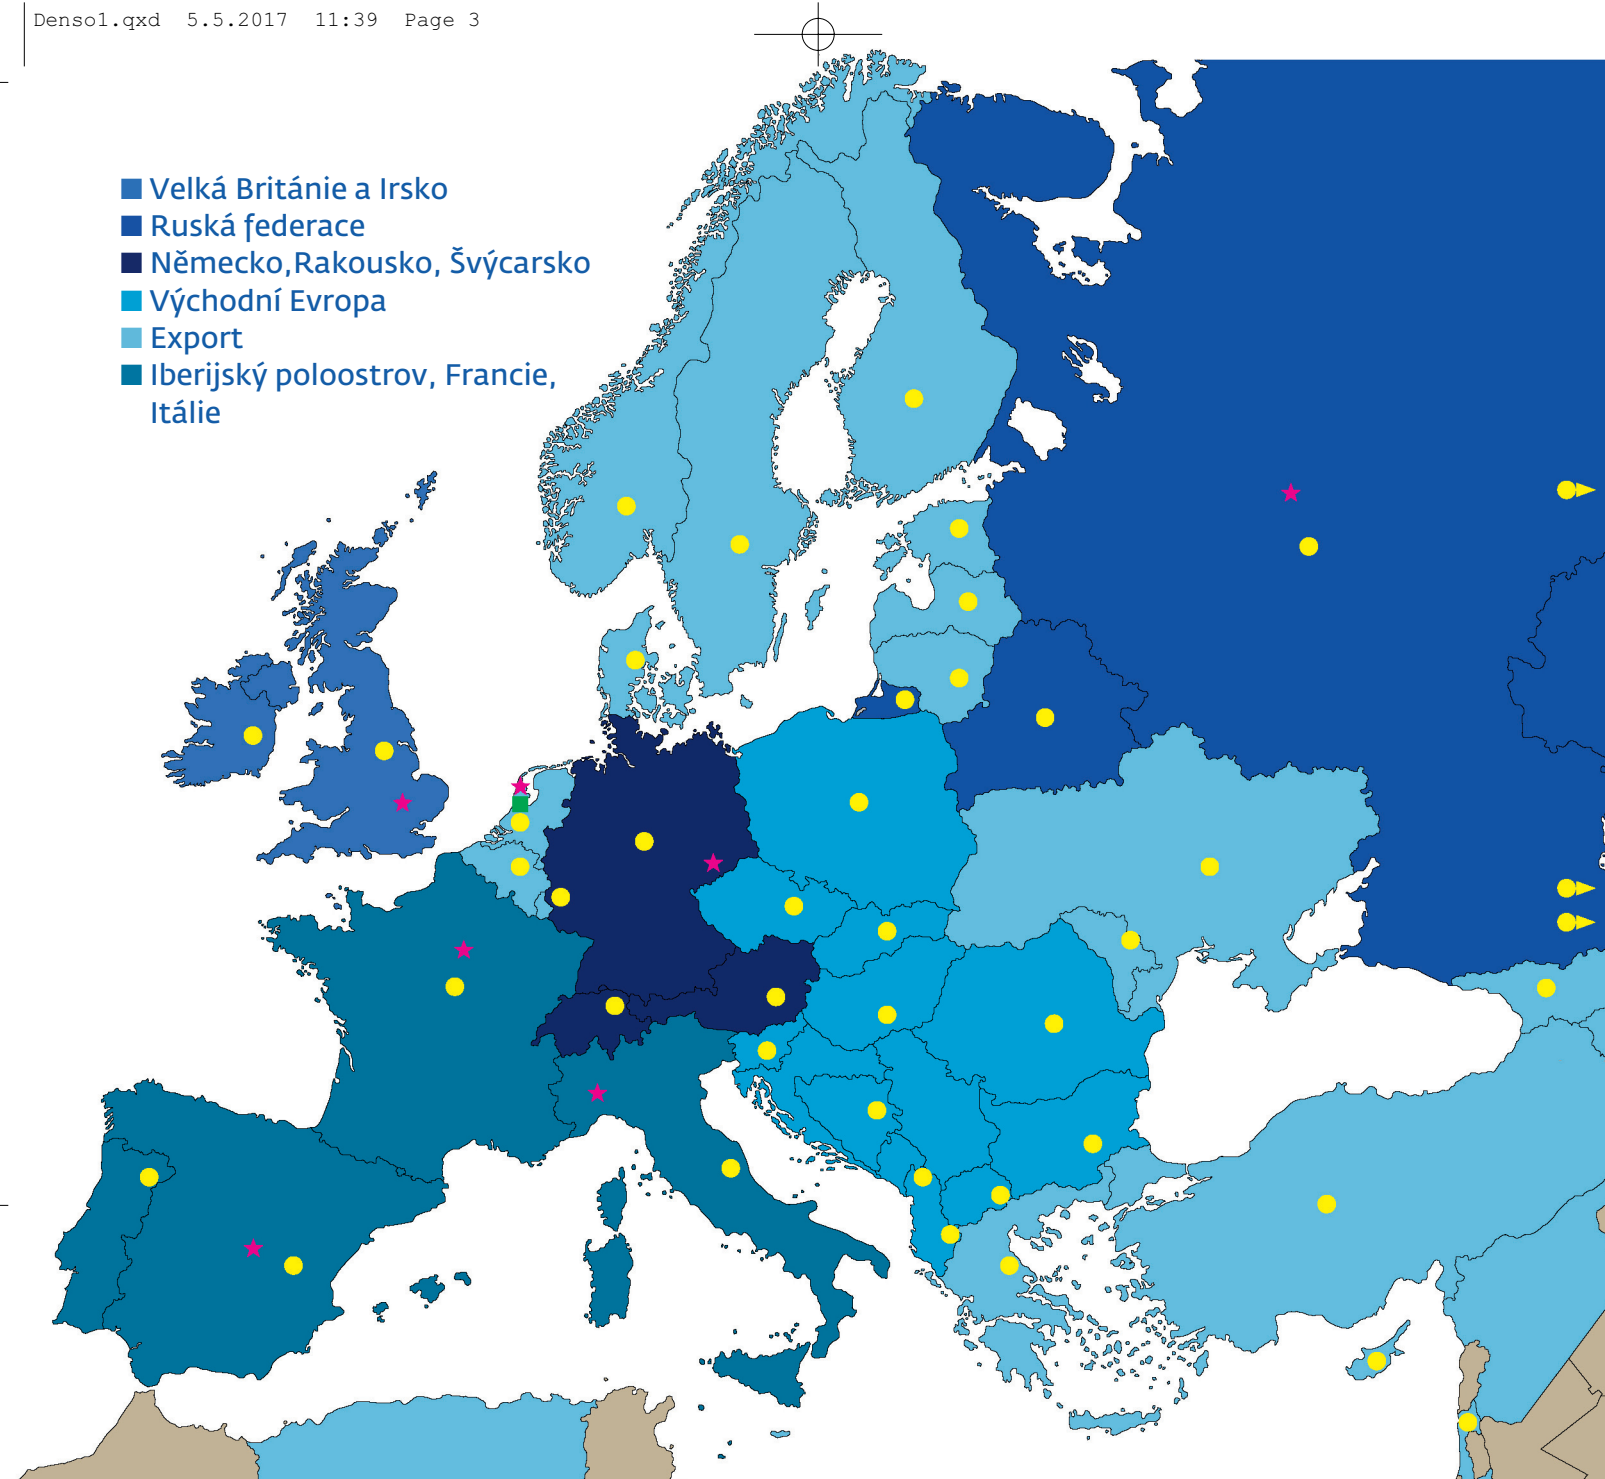 Denso1.qxd 5.5.2017 11:39 Page 3
Velká Británie a Irsko
Ruská federace
Německo,Rakousko, Švýcarsko
Východní Evropa
Export
Iberijský poloostrov, Francie,
Itálie